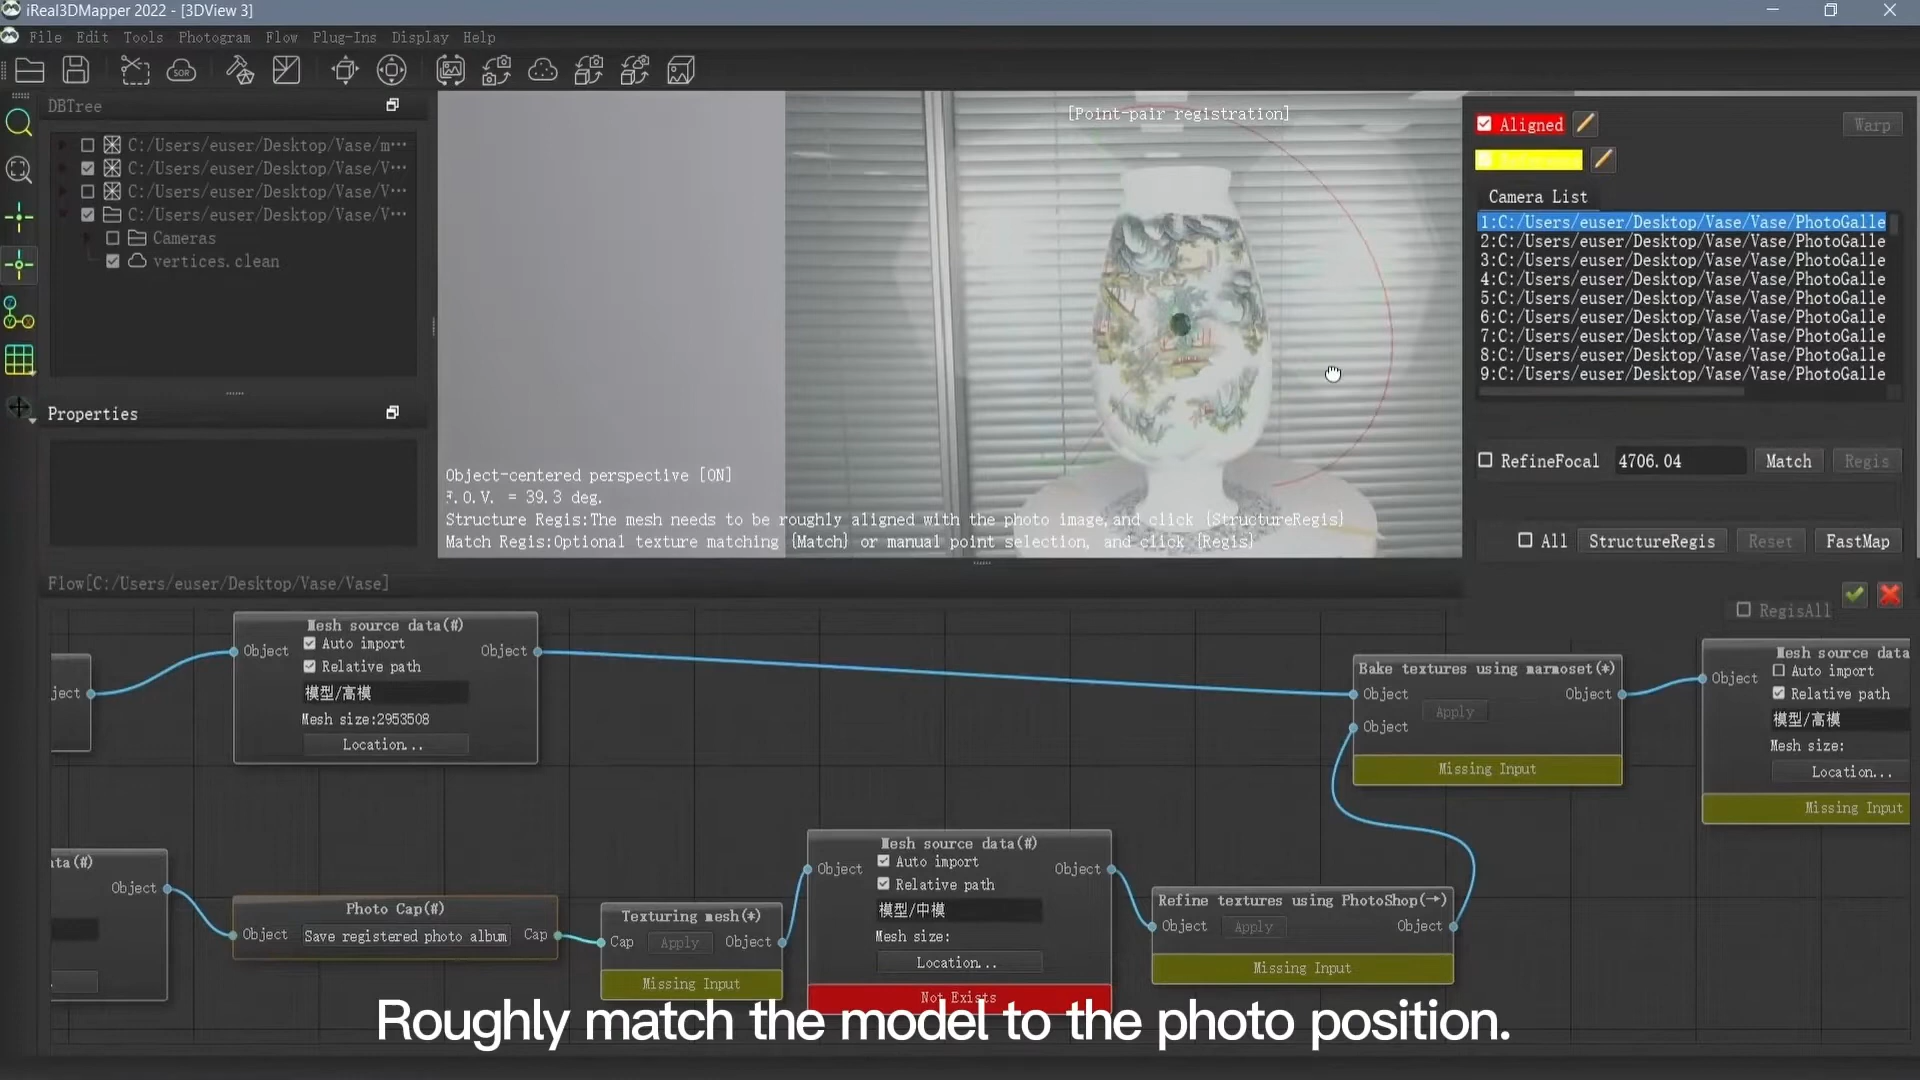 iReal3DMapper 2022 - [3DView 3]
File Edit Tools Photogram Flow Plug-Ins Display Help
SOR
DBTree
C:/Users/euser/Desktop/Vase/m···
C:/Users/euser/Desktop/Vase/V···
C:/Users/euser/Desktop/Vase/V···
C:/Users/euser/Desktop/Vase/V···
Cameras
vertices.clean
Properties
[Point-pair registration]
Object-centered perspective [ON]
F.O.V. = 39.3 deg.
Structure Regis:The mesh needs to be roughly aligned with the photo image,and click {StructureRegis}
Match Regis:Optional texture matching {Match} or manual point selection, and click {Regis}
Aligned
Warp
Camera List
1:C:/Users/euser/Desktop/Vase/Vase/PhotoGalle
2:C:/Users/euser/Desktop/Vase/Vase/PhotoGalle
3:C:/Users/euser/Desktop/Vase/Vase/PhotoGalle
4:C:/Users/euser/Desktop/Vase/Vase/PhotoGalle
5:C:/Users/euser/Desktop/Vase/Vase/PhotoGalle
6:C:/Users/euser/Desktop/Vase/Vase/PhotoGalle
7:C:/Users/euser/Desktop/Vase/Vase/PhotoGalle
8:C:/Users/euser/Desktop/Vase/Vase/PhotoGalle
9:C:/Users/euser/Desktop/Vase/Vase/PhotoGalle
RefineFocal 4706.04 Match Regis
All StructureRegis Reset FastMap
RegisAll
Flow[C:/Users/euser/Desktop/Vase/Vase]
ject
Mesh source data(#)
Object Auto import Object
Relative path
模型/高模
Mesh size:2953508
Location...
Bake textures using marmoset(*)
Object Object
Apply
Object
Missing Input
Mesh source data
Object Auto import
Relative path
模型/高模
Mesh size:
Location...
Missing Input
ata(#)
Object
Photo Cap(#)
Object Save registered photo album Cap
Texturing mesh(*)
Cap Apply Object
Missing Input
Mesh source data(#)
Object Auto import Object
Relative path
模型/中模
Mesh size:
Location...
Not Exists
Refine textures using PhotoShop(→)
Object Apply Object
Missing Input
Roughly match the model to the photo position.